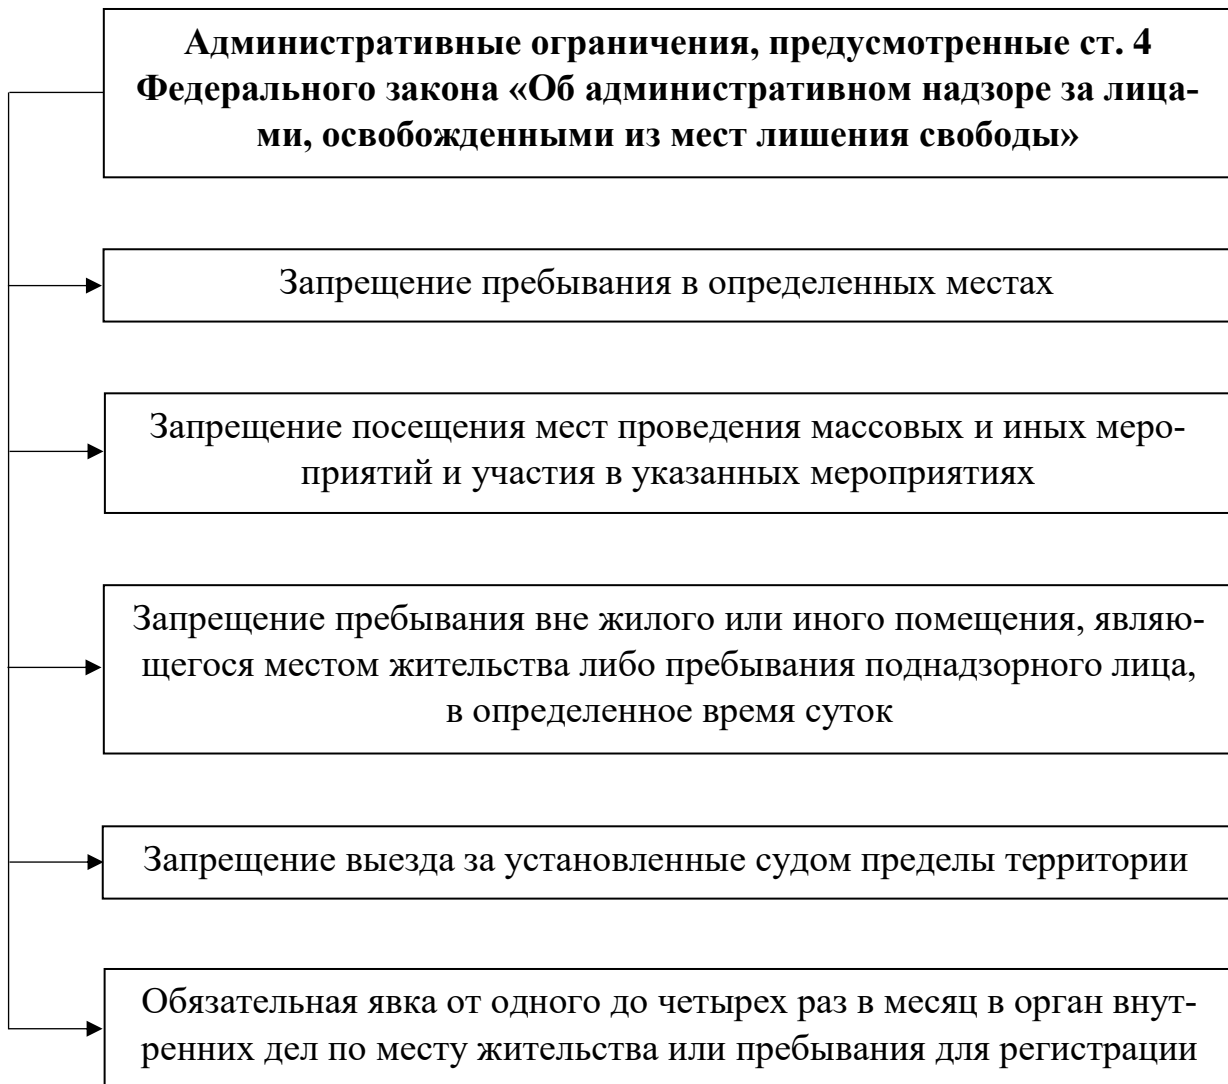 Административные ограничения, предусмотренные ст. 4
Федерального закона «Об административном надзоре за лица-
ми, освобожденными из мест лишения свободы»
Запрещение пребывания в определенных местах
Запрещение посещения мест проведения массовых и иных меро-
приятий и участия в указанных мероприятиях
Запрещение пребывания вне жилого или иного помещения, являю-
щегося местом жительства либо пребывания поднадзорного лица,
в определенное время суток
Запрещение выезда за установленные судом пределы территории
Обязательная явка от одного до четырех раз в месяц в орган внут-
ренних дел по месту жительства или пребывания для регистрации